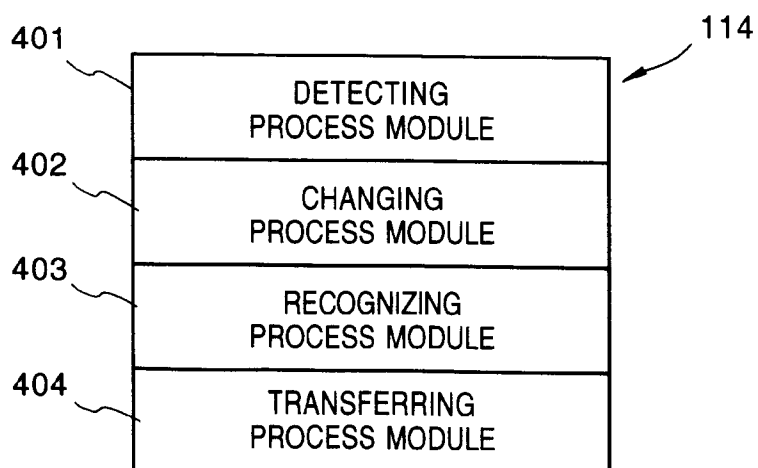 401
114
DETECTING
PROCESS MODULE
402
CHANGING
PROCESS MODULE
403
RECOGNIZING
PROCESS MODULE
404
TRANSFERRING
PROCESS MODULE